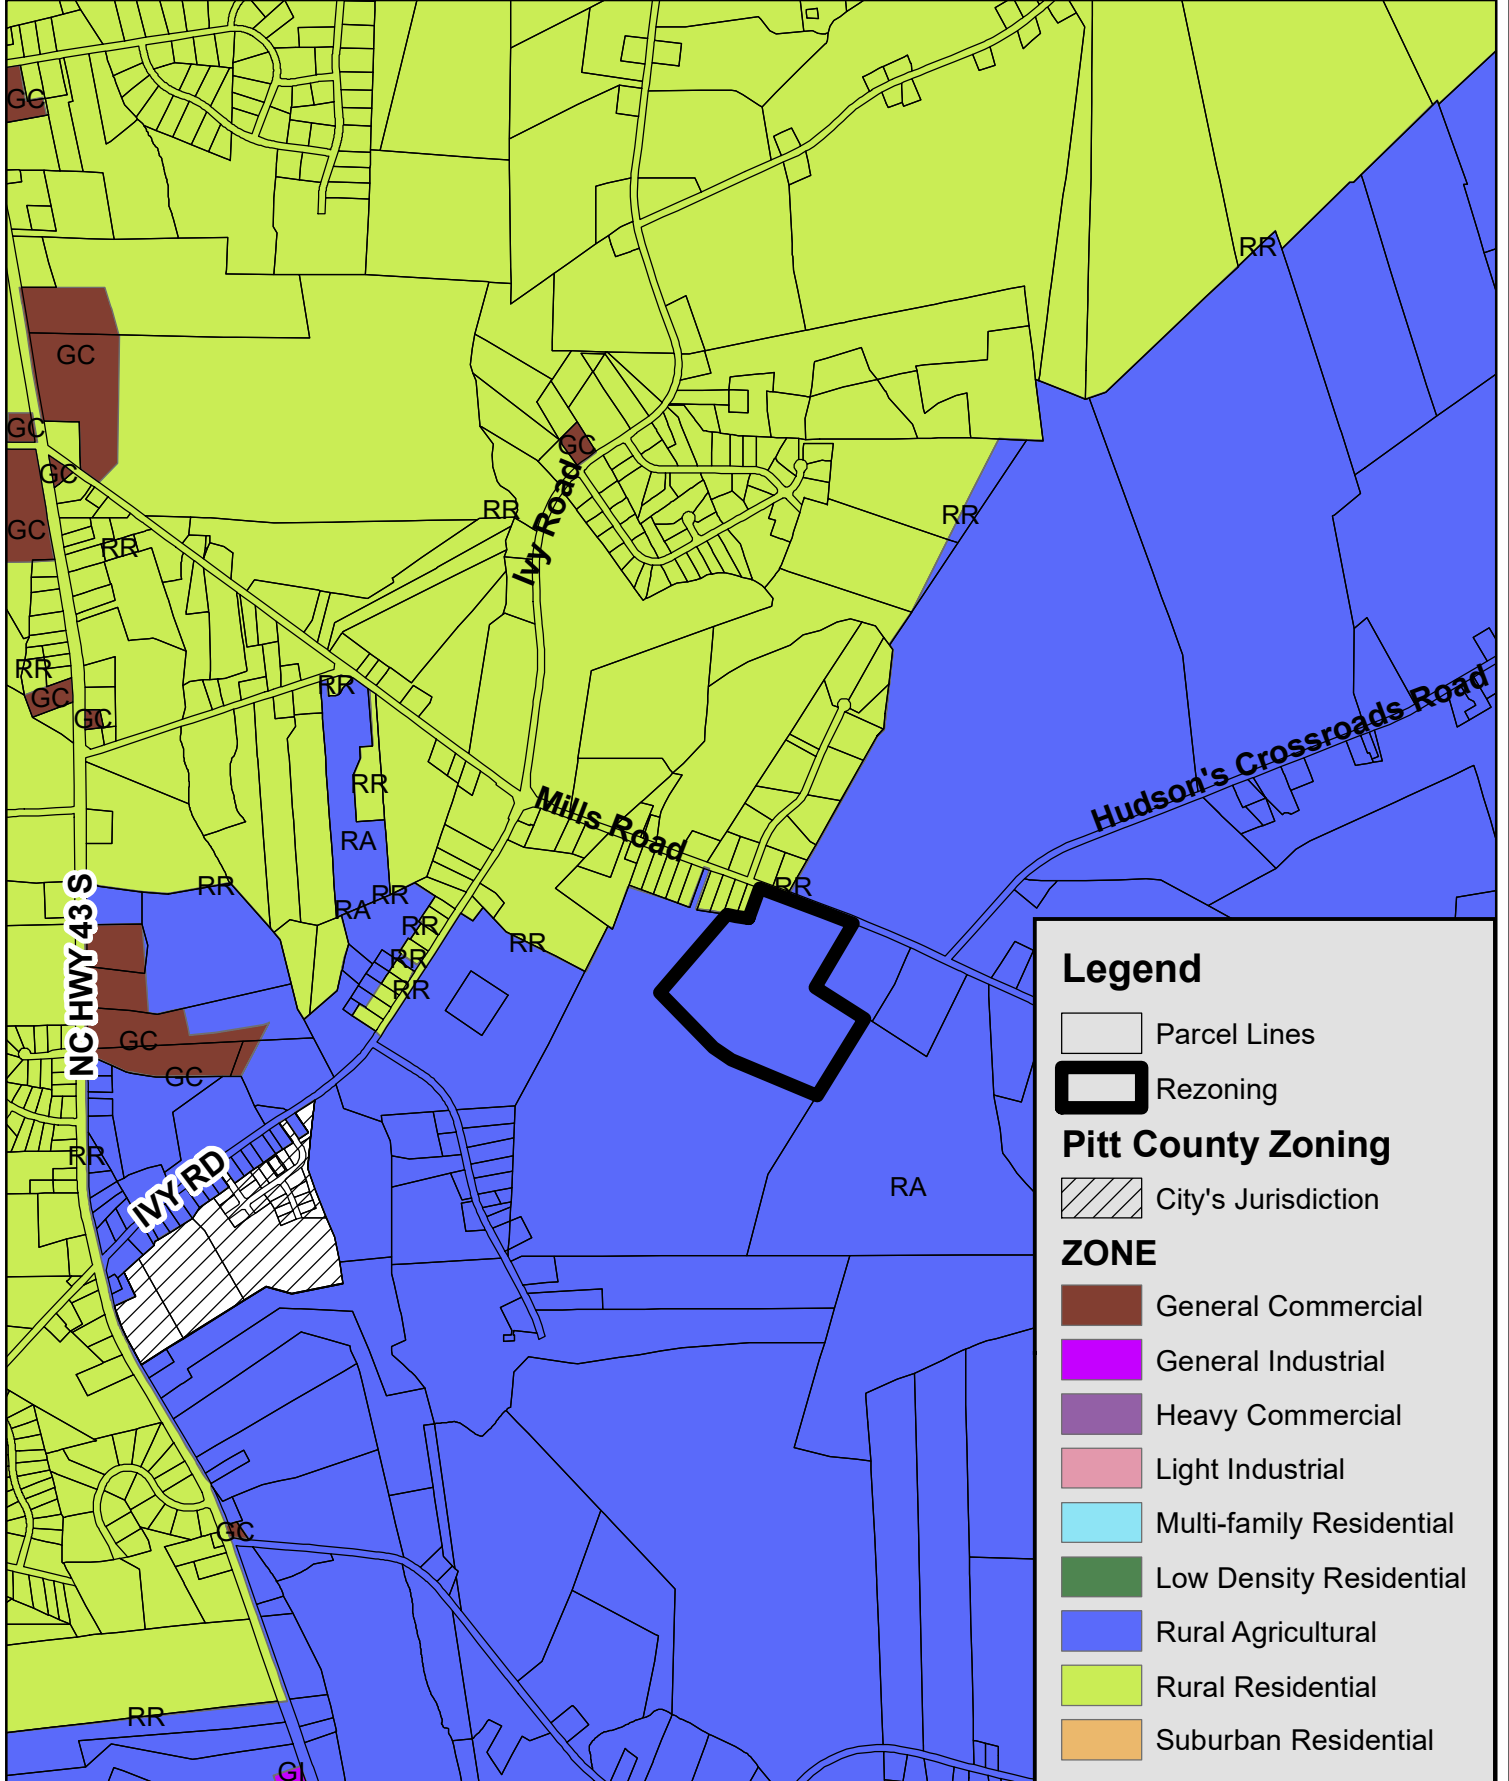 GC
RR
GC
GC
GC
GC
GC
RR
RR
RR
Ivy Road
RR
RR
GC
GC
RR
Hudson's Crossroads Road
RR
Mills Road
RA
RR
RR
RR
RA
RR
RR
RR
RR
NC HWY 43 S
RR
GC
GC
RR
IVY RD
RA
GC
RR
GI
Legend
Parcel Lines
Rezoning
Pitt County Zoning
City's Jurisdiction
ZONE
General Commercial
General Industrial
Heavy Commercial
Light Industrial
Multi-family Residential
Low Density Residential
Rural Agricultural
Rural Residential
Suburban Residential